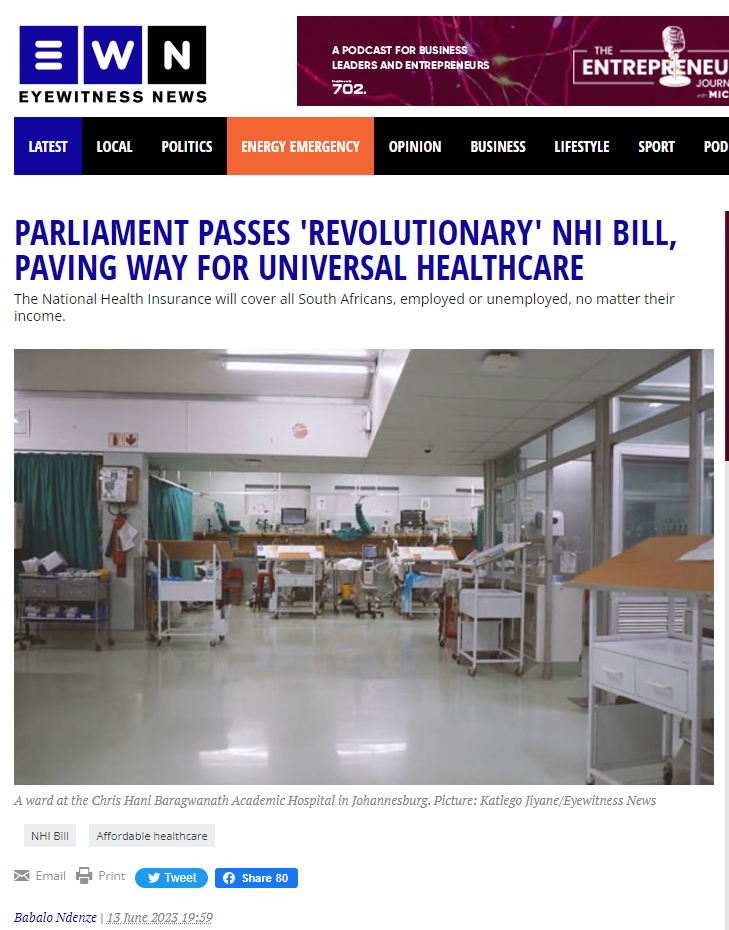 EWN
EYEWITNESS NEWS
A PODCAST FOR BUSINESS
LEADERS AND ENTREPRENEURS
702.
THE
ENTREPRENEU
JOURN
MIC
LATEST LOCAL POLITICS ENERGY EMERGENCY OPINION BUSINESS LIFESTYLE SPORT POD
PARLIAMENT PASSES 'REVOLUTIONARY' NHI BILL,
PAVING WAY FOR UNIVERSAL HEALTHCARE
The National Health Insurance will cover all South Africans, employed or unemployed, no matter their
income.
7
6
A ward at the Chris Hani Baragwanath Academic Hospital in Johannesburg. Picture: Katlego Jiyane/Eyewitness News
NHI Bill Affordable healthcare
Email Print Tweet Share 80
Babalo Ndenze | 13 June 2023 19:59